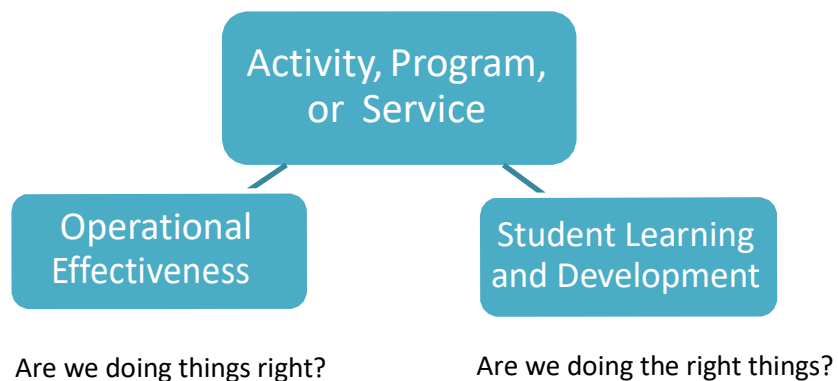 Activity, Program,
or Service
Operational
Effectiveness
Student Learning
and Development
Are we doing things right?
Are we doing the right things?